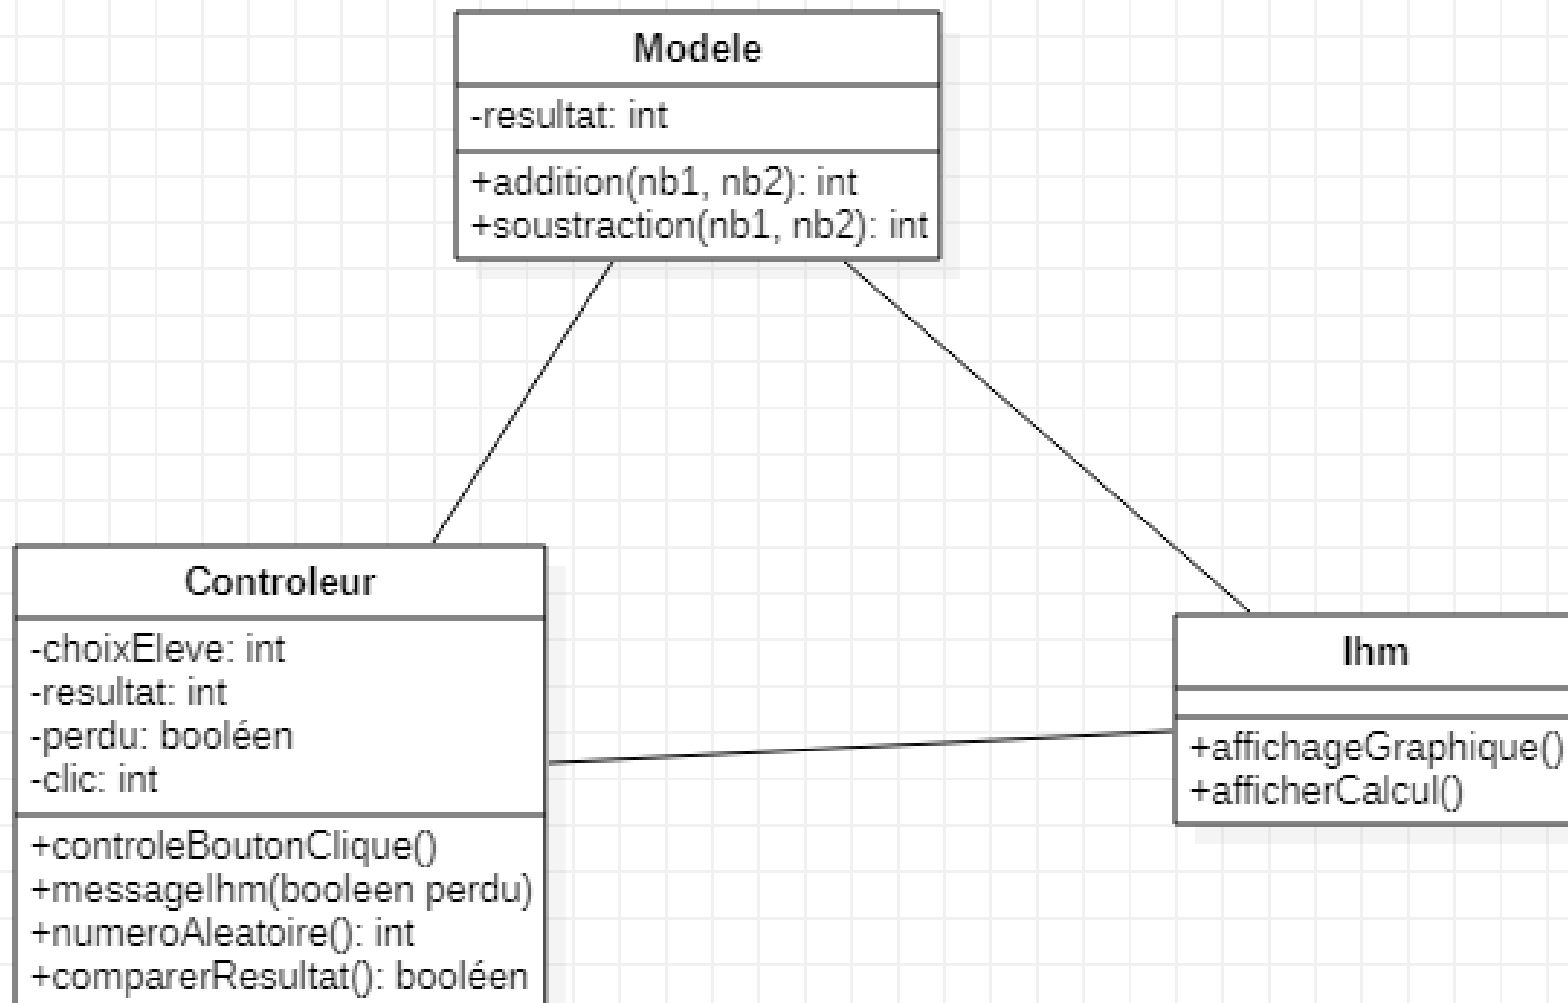 Modele
-resultat: int
+addition(nb1, nb2): int
+soustraction(nb1, nb2): int
Controleur
-choixEleve: int
-resultat: int
-perdu: booléen
-clic: int
+controleBoutonClique()
+messageIhm(booleen perdu)
+numeroAleatoire(): int
+comparerResultat(): booléen
Ihm
+affichageGraphique()
+afficherCalcul()